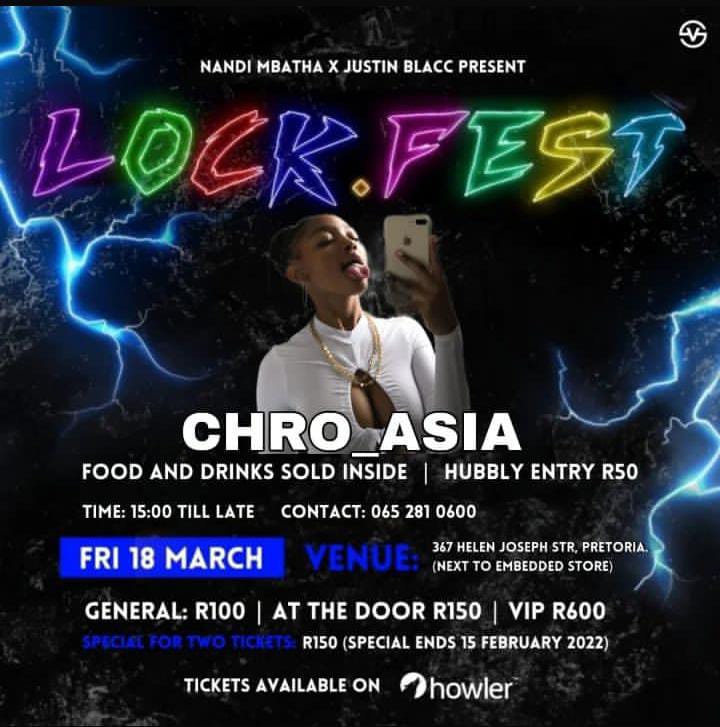 NANDI MBATHA X JUSTIN BLACC PRESENT
LOCK.FEST
CHRO_ASIA
FOOD AND DRINKS SOLD INSIDE | HUBBLY ENTRY R50
TIME: 15:00 TILL LATE CONTACT: 065 281 0600
FRI 18 MARCH VENUE: 367 HELEN JOSEPH STR, PRETORIA.
(NEXT TO EMBEDDED STORE)
GENERAL: R100 | AT THE DOOR R150 | VIP R600
SPECIAL FOR TWO TICKETS: R150 (SPECIAL ENDS 15 FEBRUARY 2022)
TICKETS AVAILABLE ON howler